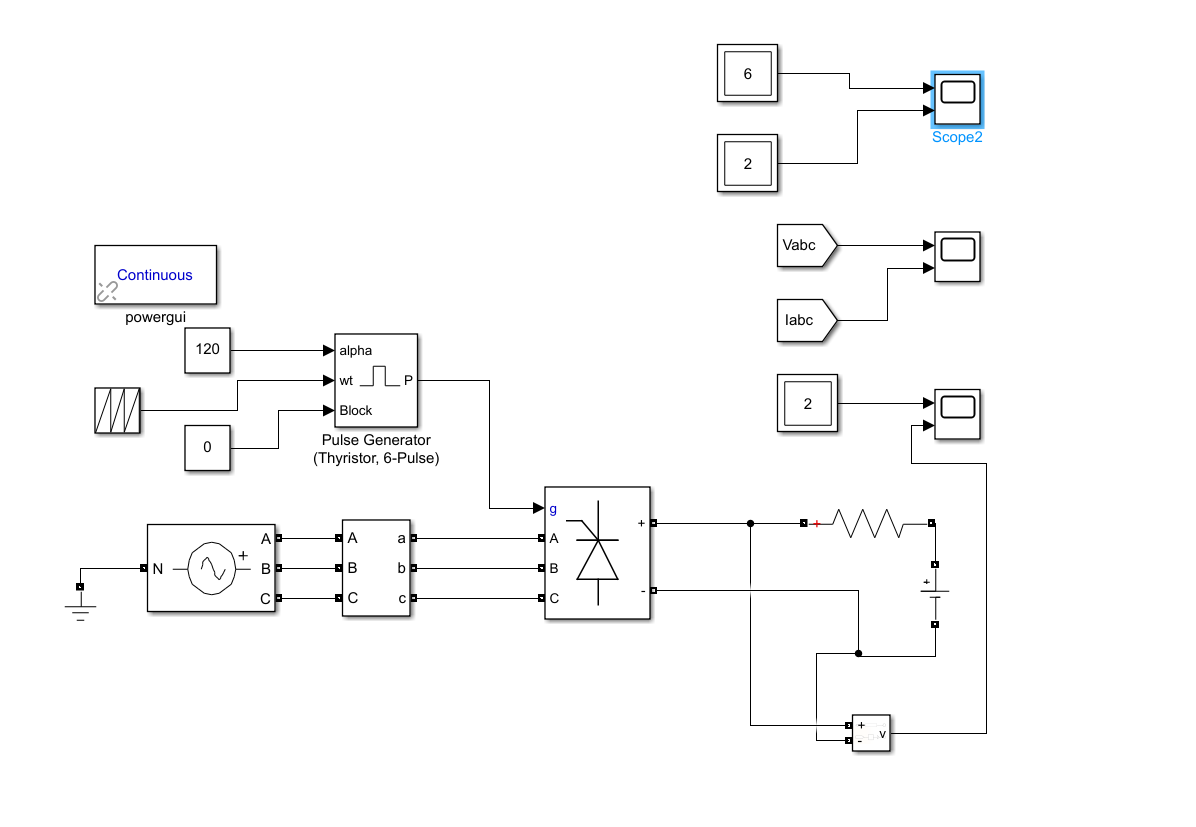 6
2
Scope2
Vabc
Iabc
2
Continuous
powergui
120
alpha
wt
P
Block
0
Pulse Generator
(Thyristor, 6-Pulse)
g
+
A
A
a
A
N
+
B
B
b
B
-
C
C
c
C
+
+
+
-
v